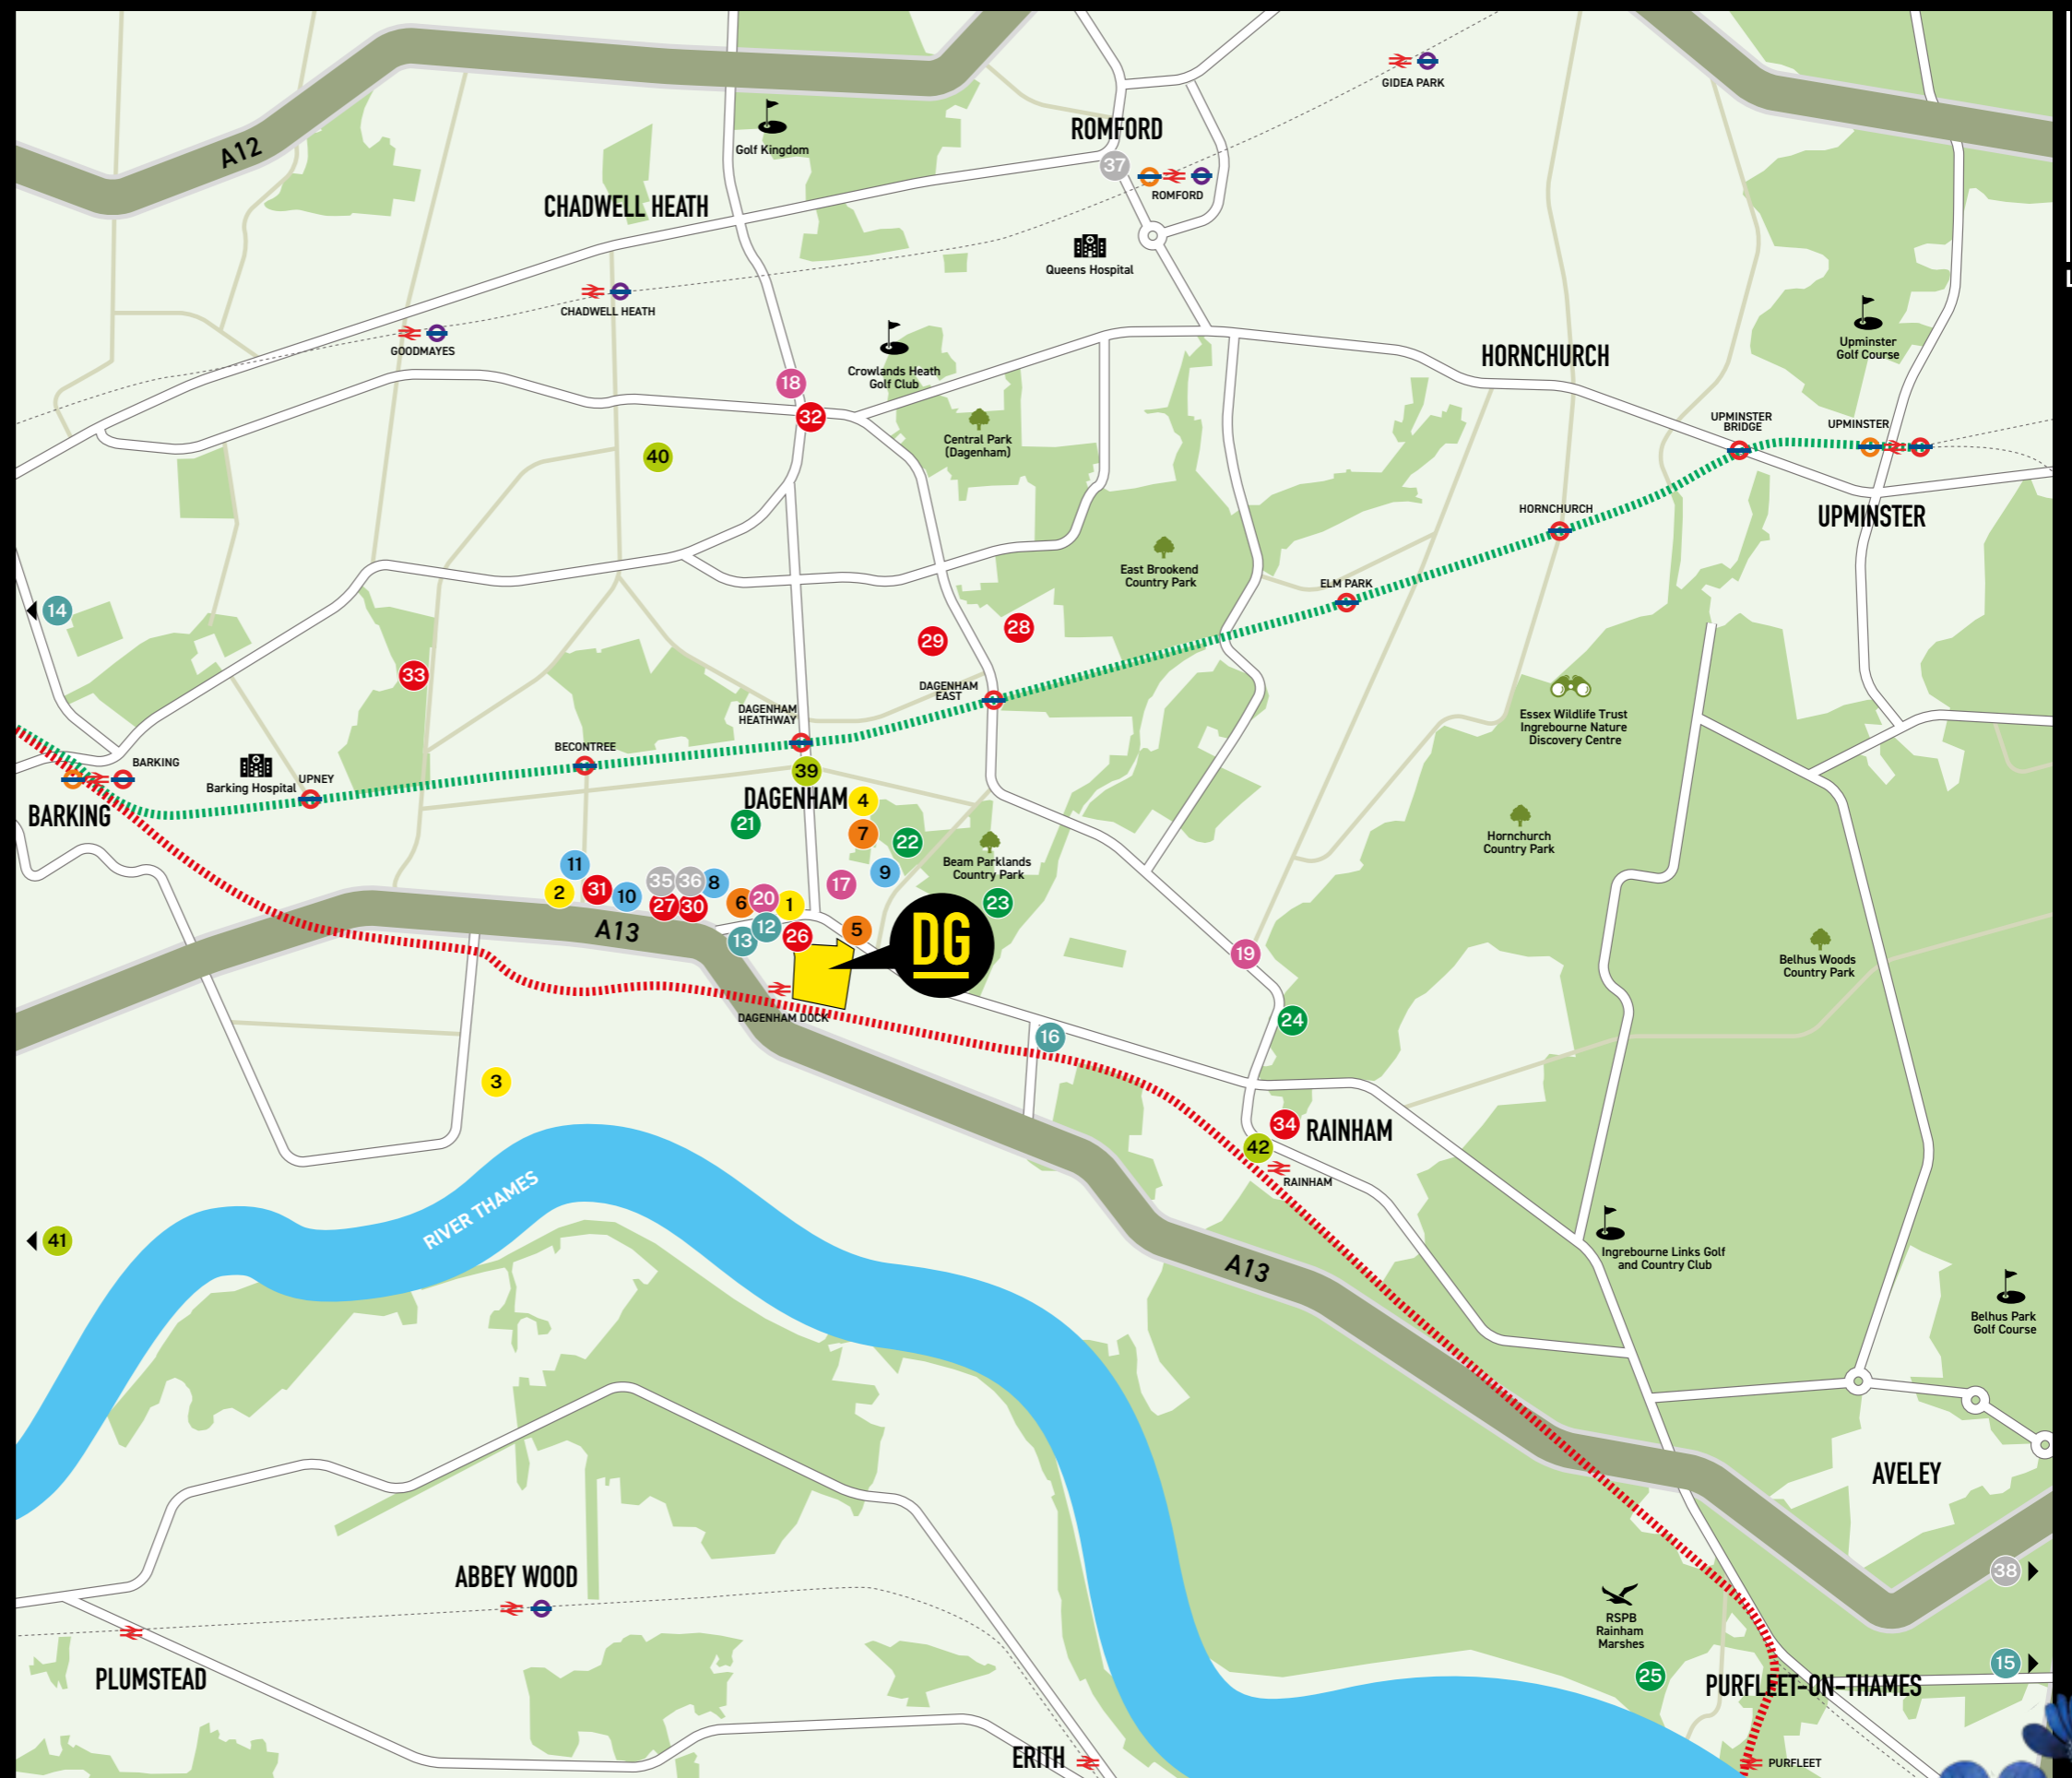 GIDEA PARK
ROMFORD
A12
Golf Kingdom
37
ROMFORD
CHADWELL HEATH
Queens Hospital
CHADWELL HEATH
GOODMAYES
Upminster
Golf Course
HORNCHURCH
Crowlands Heath
Golf Club
18
32
UPMINSTER
BRIDGE
UPMINSTER
Central Park
(Dagenham)
40
HORNCHURCH
UPMINSTER
East Brookend
Country Park
ELM PARK
14
28
29
33
DAGENHAM
EAST
DAGENHAM
HEATHWAY
Essex Wildlife Trust
Ingrebourne Nature
Discovery Centre
BECONTREE
BARKING
UPNEY
Barking Hospital
39
DAGENHAM
4
BARKING
21
7
22
Hornchurch
Country Park
Beam Parklands
Country Park
11
9
2
31
10
35
36
8
17
27
30
6
20
1
23
A13
13
12
26
5
DG
19
Belhus Woods
Country Park
DAGENHAM DOCK
24
16
3
34
RAINHAM
42
RAINHAM
RIVER THAMES
41
A13
Ingrebourne Links Golf
and Country Club
Belhus Park
Golf Course
AVELEY
38
ABBEY WOOD
RSPB
Rainham
Marshes
15
25
PLUMSTEAD
PURFLEET-ON-THAMES
ERITH
PURFLEET